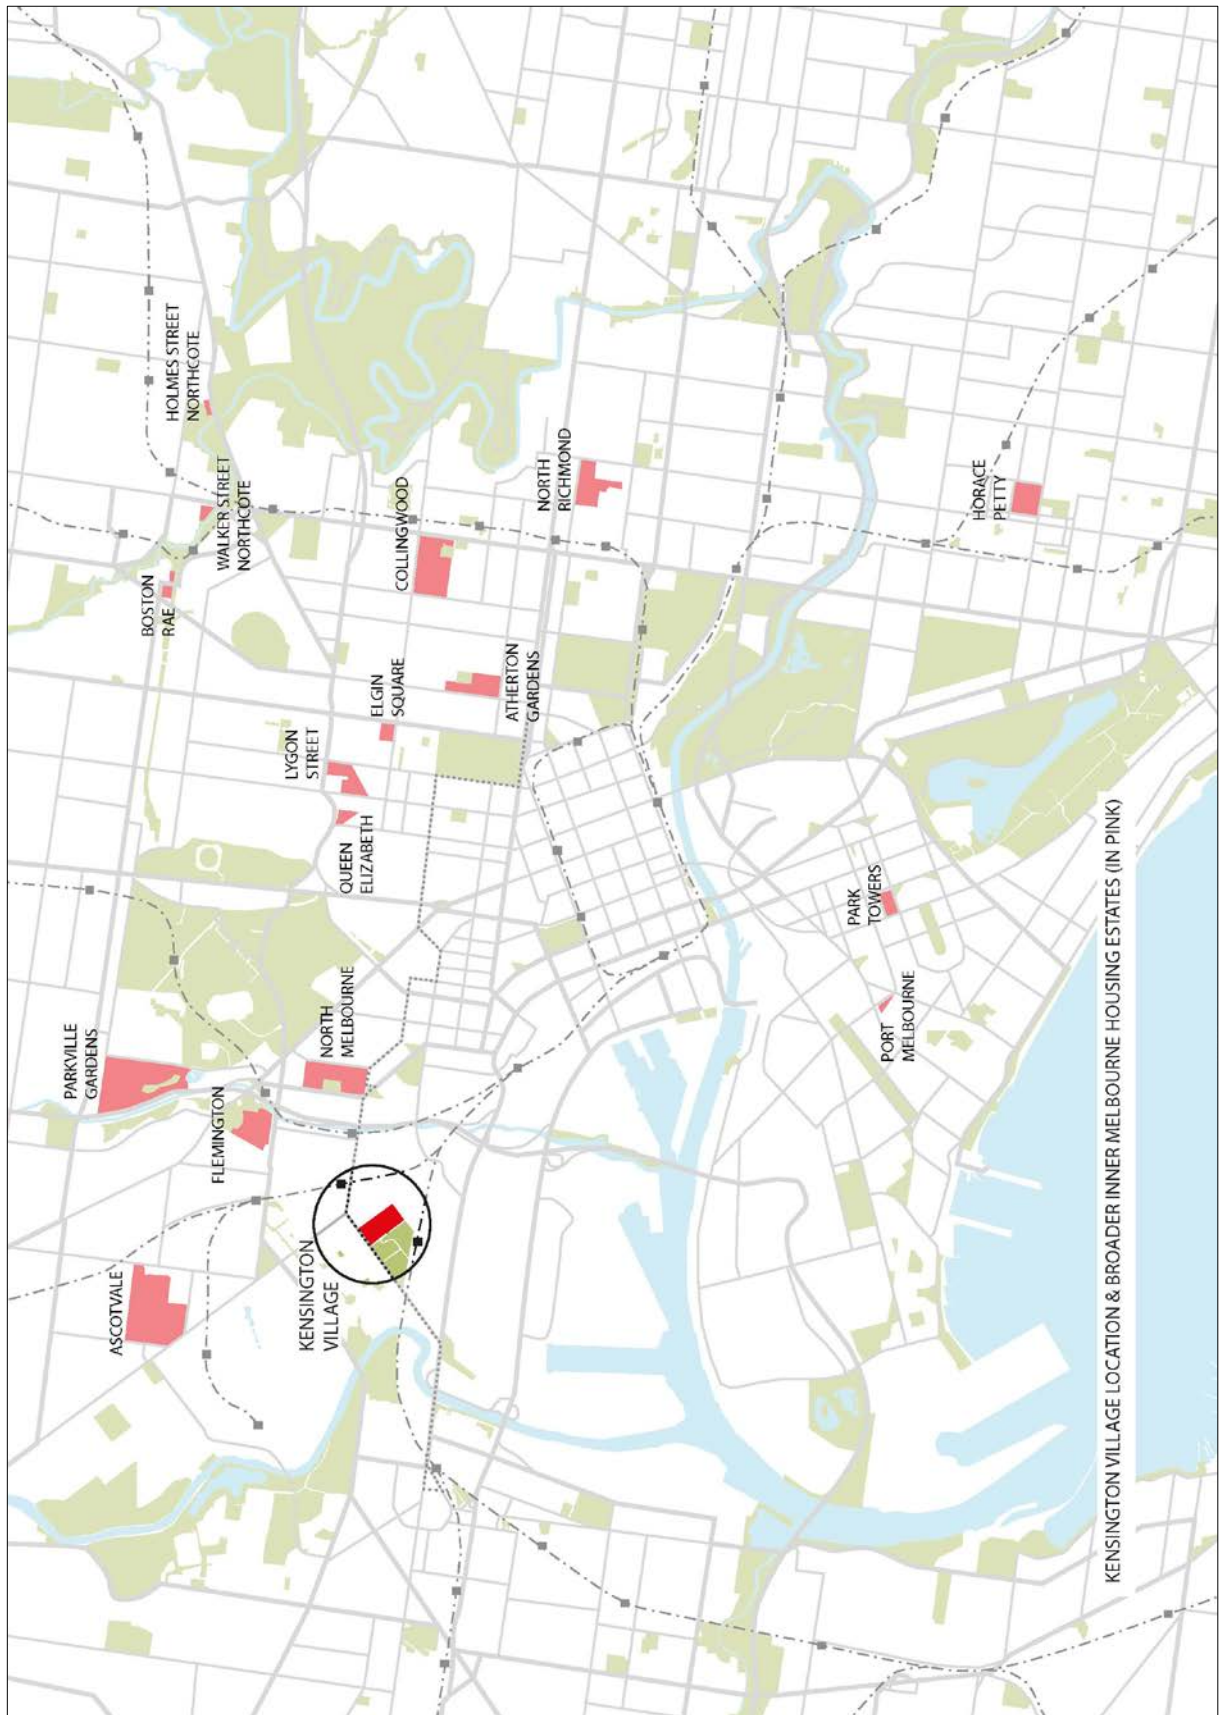 ASCOTVALE
FLEMINGTON
PARKVILLE
GARDENS
KENSINGTON
VILLAGE
NORTH
MELBOURNE
QUEEN
ELIZABETH
LYGON
STREET
ELGIN
SQUARE
BOSTON
RAE
WALKER STREET
NORTHCOTE
HOLMES STREET
NORTHCOTE
COLLINGWOOD
ATHERTON
GARDENS
NORTH
RICHMOND
PORT
MELBOURNE
PARK
TOWERS
HORACE
PETTY
KENSINGTON VILLAGE LOCATION & BROADER INNER MELBOURNE HOUSING ESTATES (IN PINK)